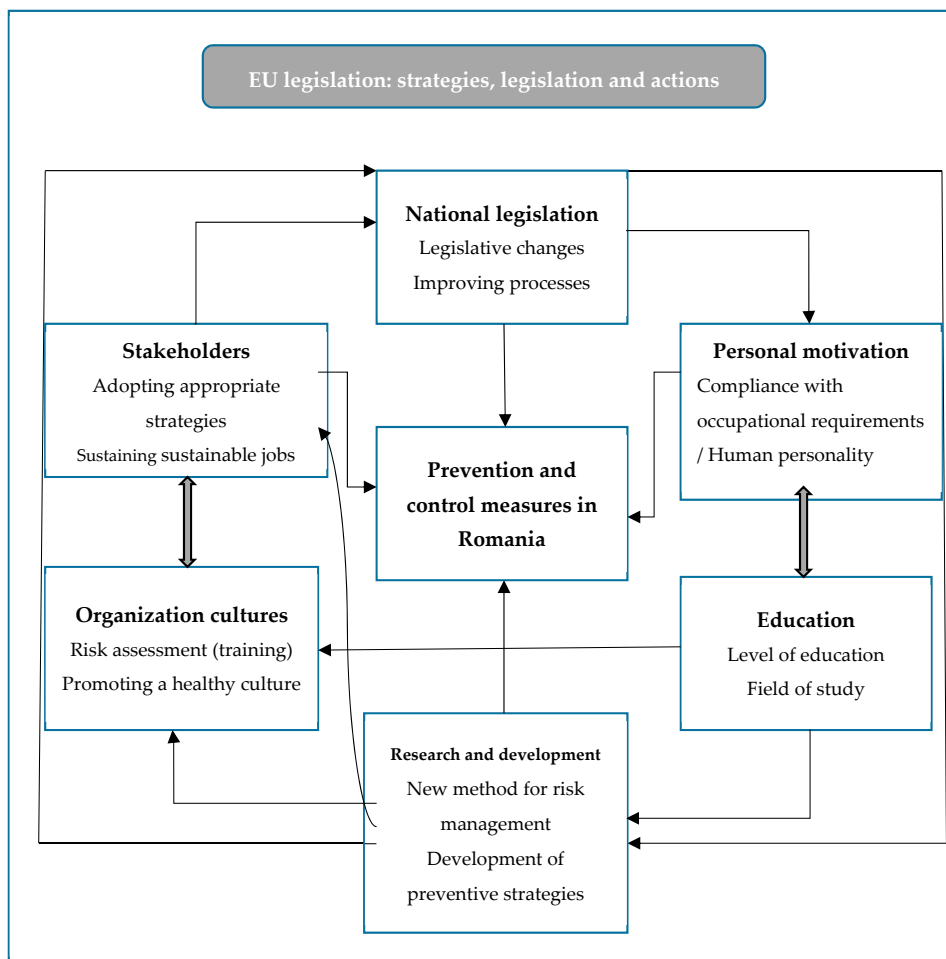 EU legislation: strategies, legislation and actions
National legislation
Legislative changes
Improving processes
Stakeholders
Adopting appropriate
strategies
Sustaining sustainable jobs
Personal motivation
Compliance with
occupational requirements
/ Human personality
Prevention and
control measures in
Romania
Organization cultures
Risk assessment (training)
Promoting a healthy culture
Education
Level of education
Field of study
Research and development
New method for risk
management
Development of
preventive strategies